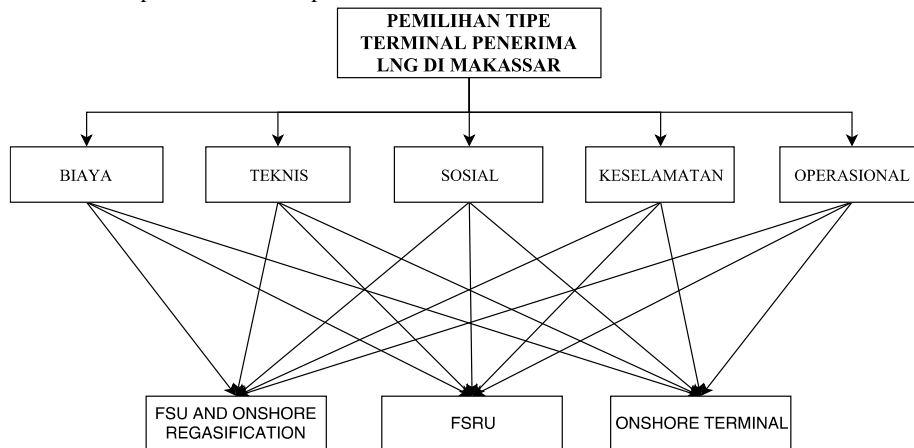 PEMILIHAN TIPE
TERMINAL PENERIMA
LNG DI MAKASSAR
BIAYA
TEKNIS
SOSIAL
KESELAMATAN
OPERASIONAL
FSU AND ONSHORE
REGASIFICATION
FSRU
ONSHORE TERMINAL